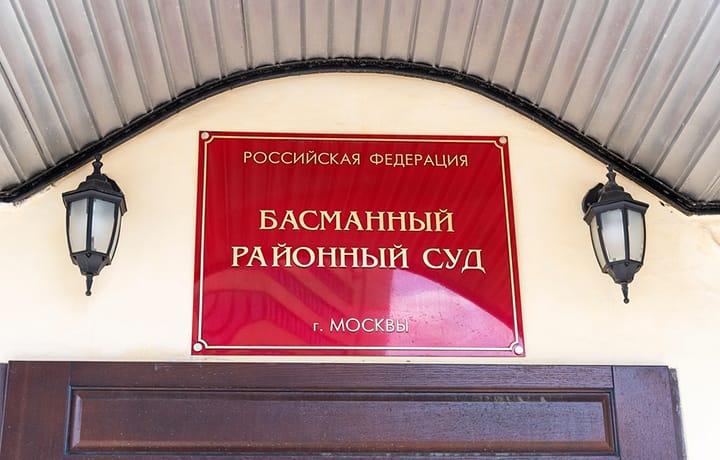 РОССИЙСКАЯ ФЕДЕРАЦИЯ
БАСМАННЫЙ
РАЙОННЫЙ СУД
г. МОСКВЫ